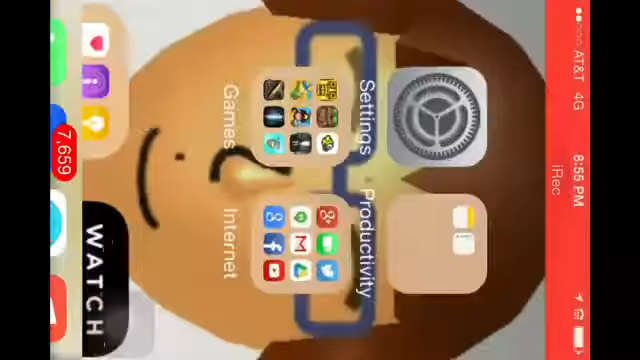 AT&T 4G 8:55 PM
iRec
Settings Productivity
Games Internet
7,659
WATCH